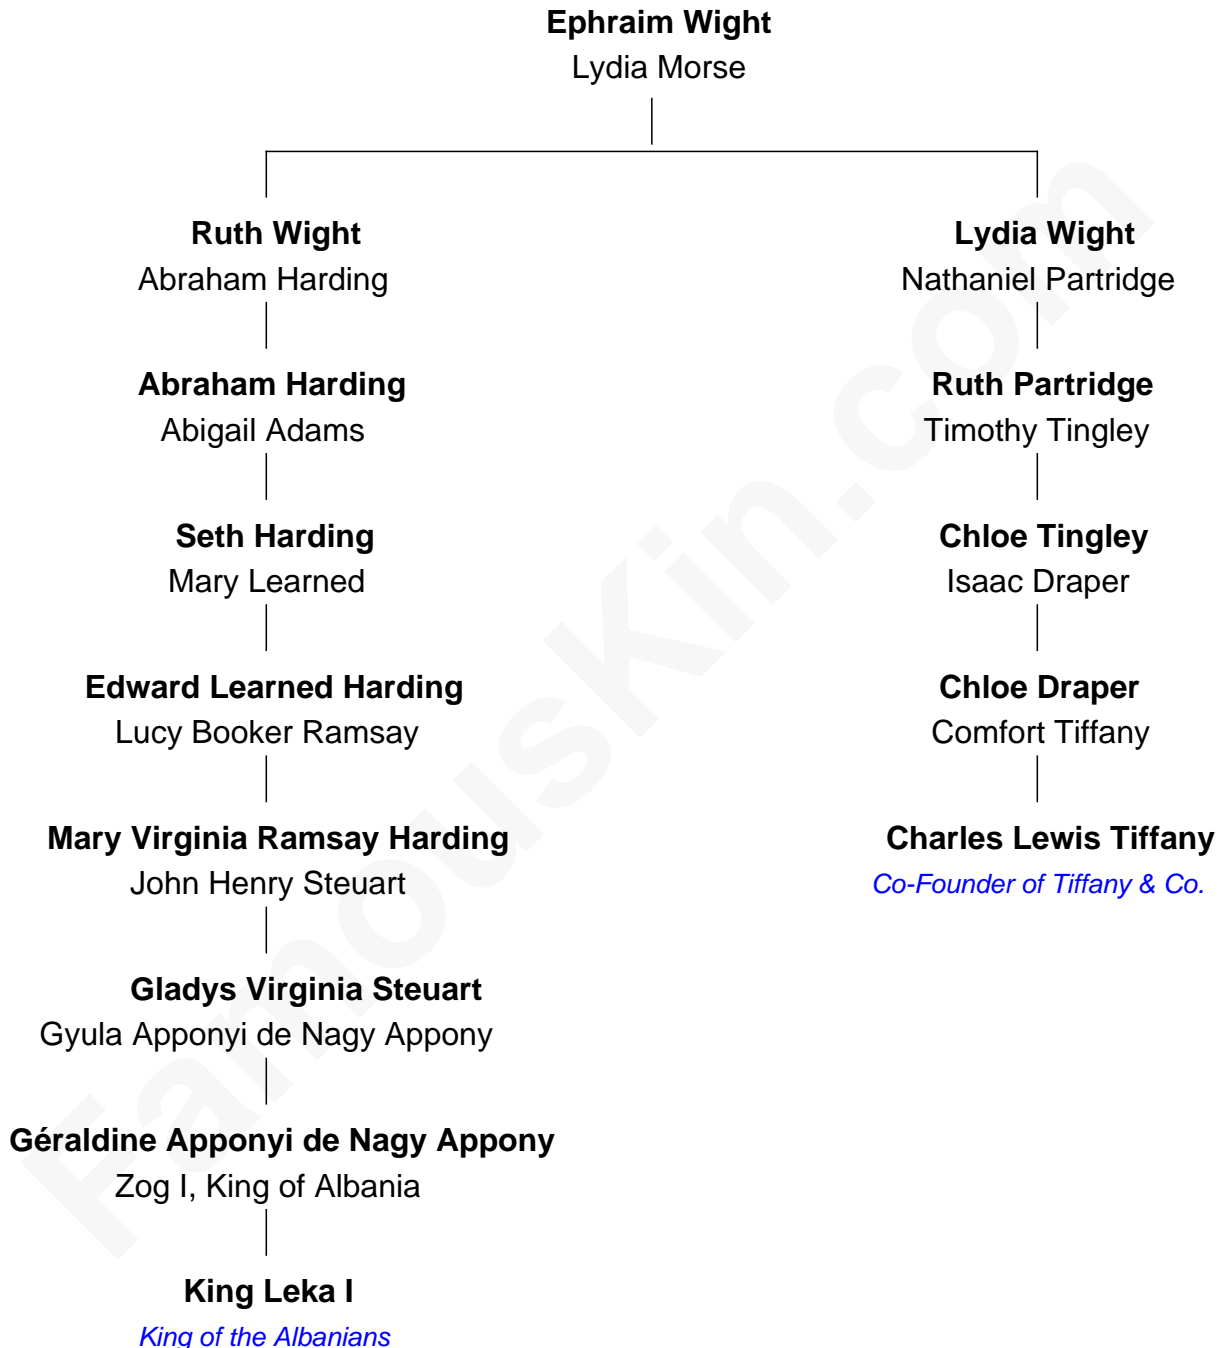 Ephraim Wight
Lydia Morse
Ruth Wight
Abraham Harding
Lydia Wight
Nathaniel Partridge
Abraham Harding
Abigail Adams
Ruth Partridge
Timothy Tingley
Seth Harding
Mary Learned
Chloe Tingley
Isaac Draper
Edward Learned Harding
Lucy Booker Ramsay
Chloe Draper
Comfort Tiffany
Mary Virginia Ramsay Harding
John Henry Steuart
Charles Lewis Tiffany
Co-Founder of Tiffany & Co.
Gladys Virginia Steuart
Gyula Apponyi de Nagy Appony
Géraldine Apponyi de Nagy Appony
Zog I, King of Albania
King Leka I
King of the Albanians
FamousKin.com